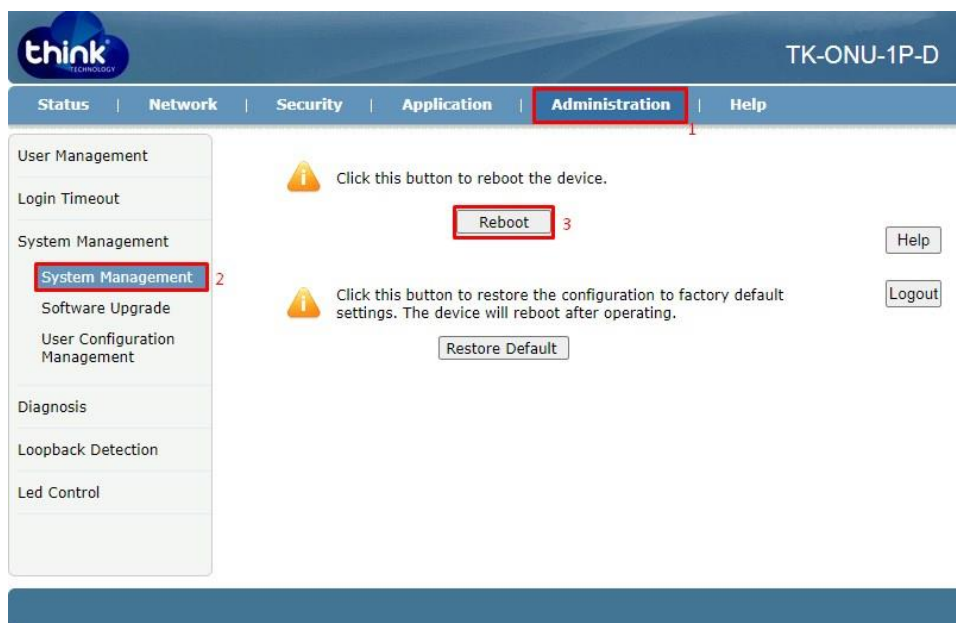 think
TECHNOLOGY
TK-ONU-1P-D
Status | Network | Security | Application | Administration | Help
1
User Management
Login Timeout
System Management
System Management 2
Software Upgrade
User Configuration
Management
Diagnosis
Loopback Detection
Led Control
Click this button to reboot the device.
Reboot 3
Click this button to restore the configuration to factory default
settings. The device will reboot after operating.
Restore Default
Help
Logout